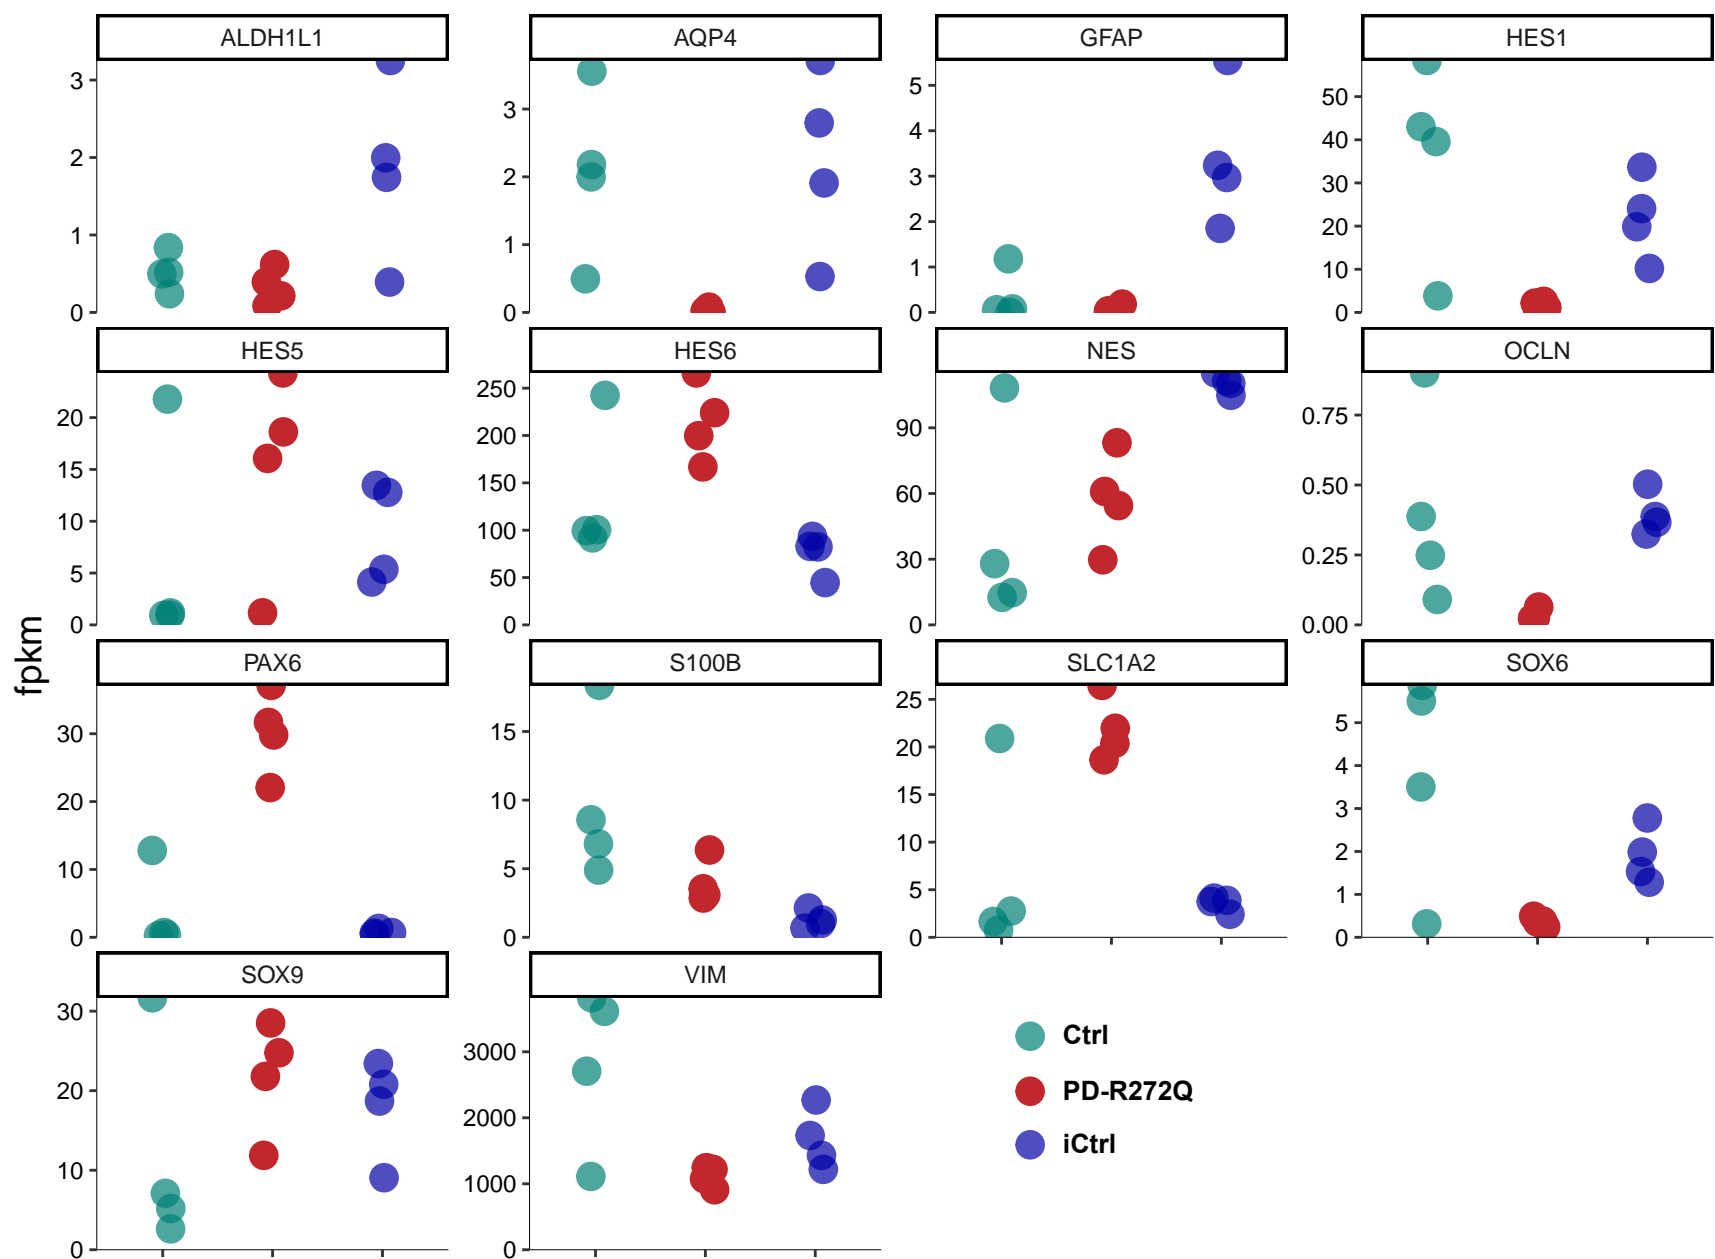 ALDH1L1 AQP4 GFAP HES1
3 2 1 0
3 2 1 0
5 4 3 2 1 0
50 40 30 20 10 0
HES5 HES6 NES OCLN
20 15 10 5 0
250 200 150 100 50 0
90 60 30 0
0.75 0.50 0.25 0.00
fpkm
PAX6 S100B SLC1A2 SOX6
30 20 10 0
15 10 5 0
25 20 15 10 5 0
5 4 3 2 1 0
SOX9 VIM
30 20 10 0
3000 2000 1000 0
Ctrl
PD-R272Q
iCtrl